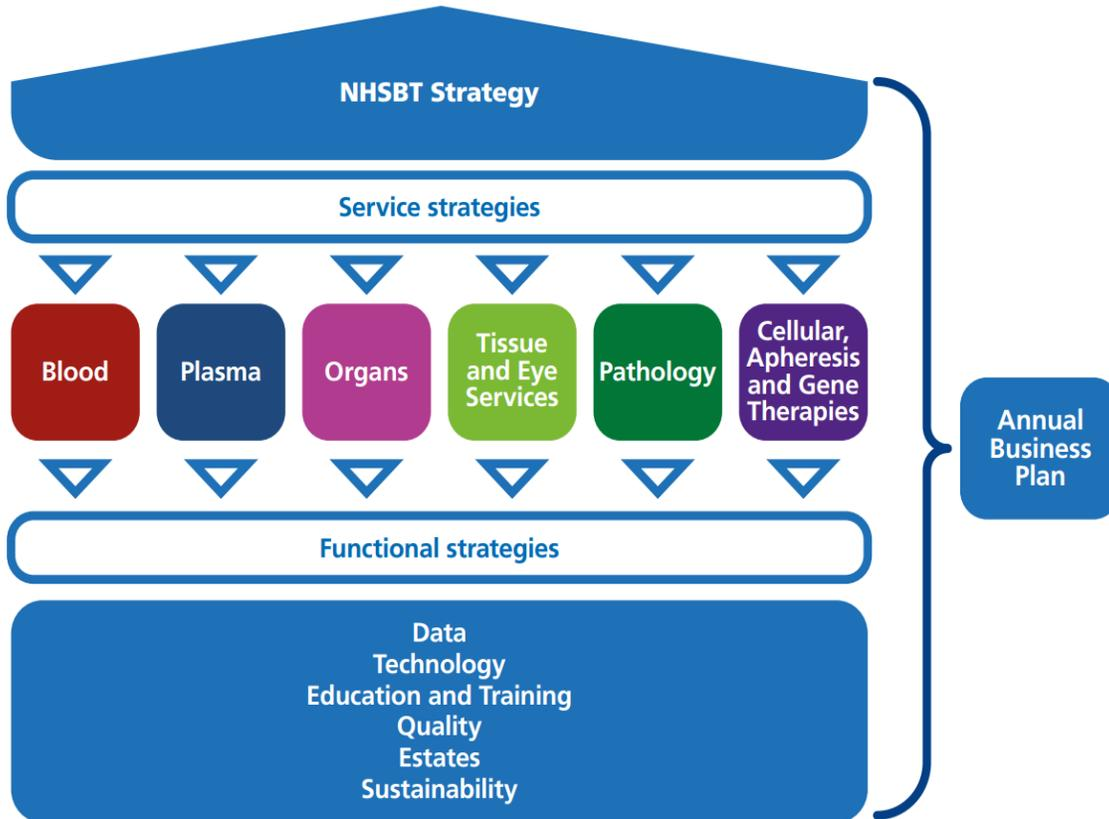 NHSBT Strategy
Service strategies
Blood
Plasma
Organs
Tissue
and Eye
Services
Pathology
Cellular,
Apheresis
and Gene
Therapies
Annual
Business
Plan
Functional strategies
Data
Technology
Education and Training
Quality
Estates
Sustainability